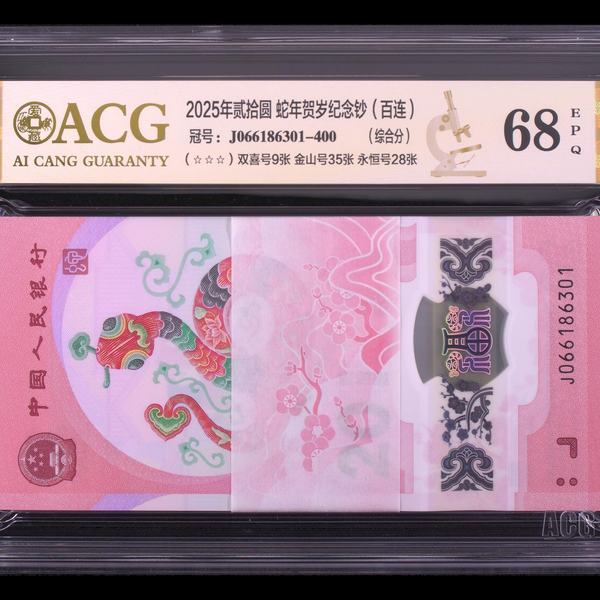 ACG
AI CANG GUARANTY
2025年贰拾圆 蛇年贺岁纪念钞（百连）
冠号：J066186301-400 （综合分）
（☆☆☆）双喜号9张 金山号35张 永恒号28张
68
EPQ
中国人民银行
J066186301
ACG